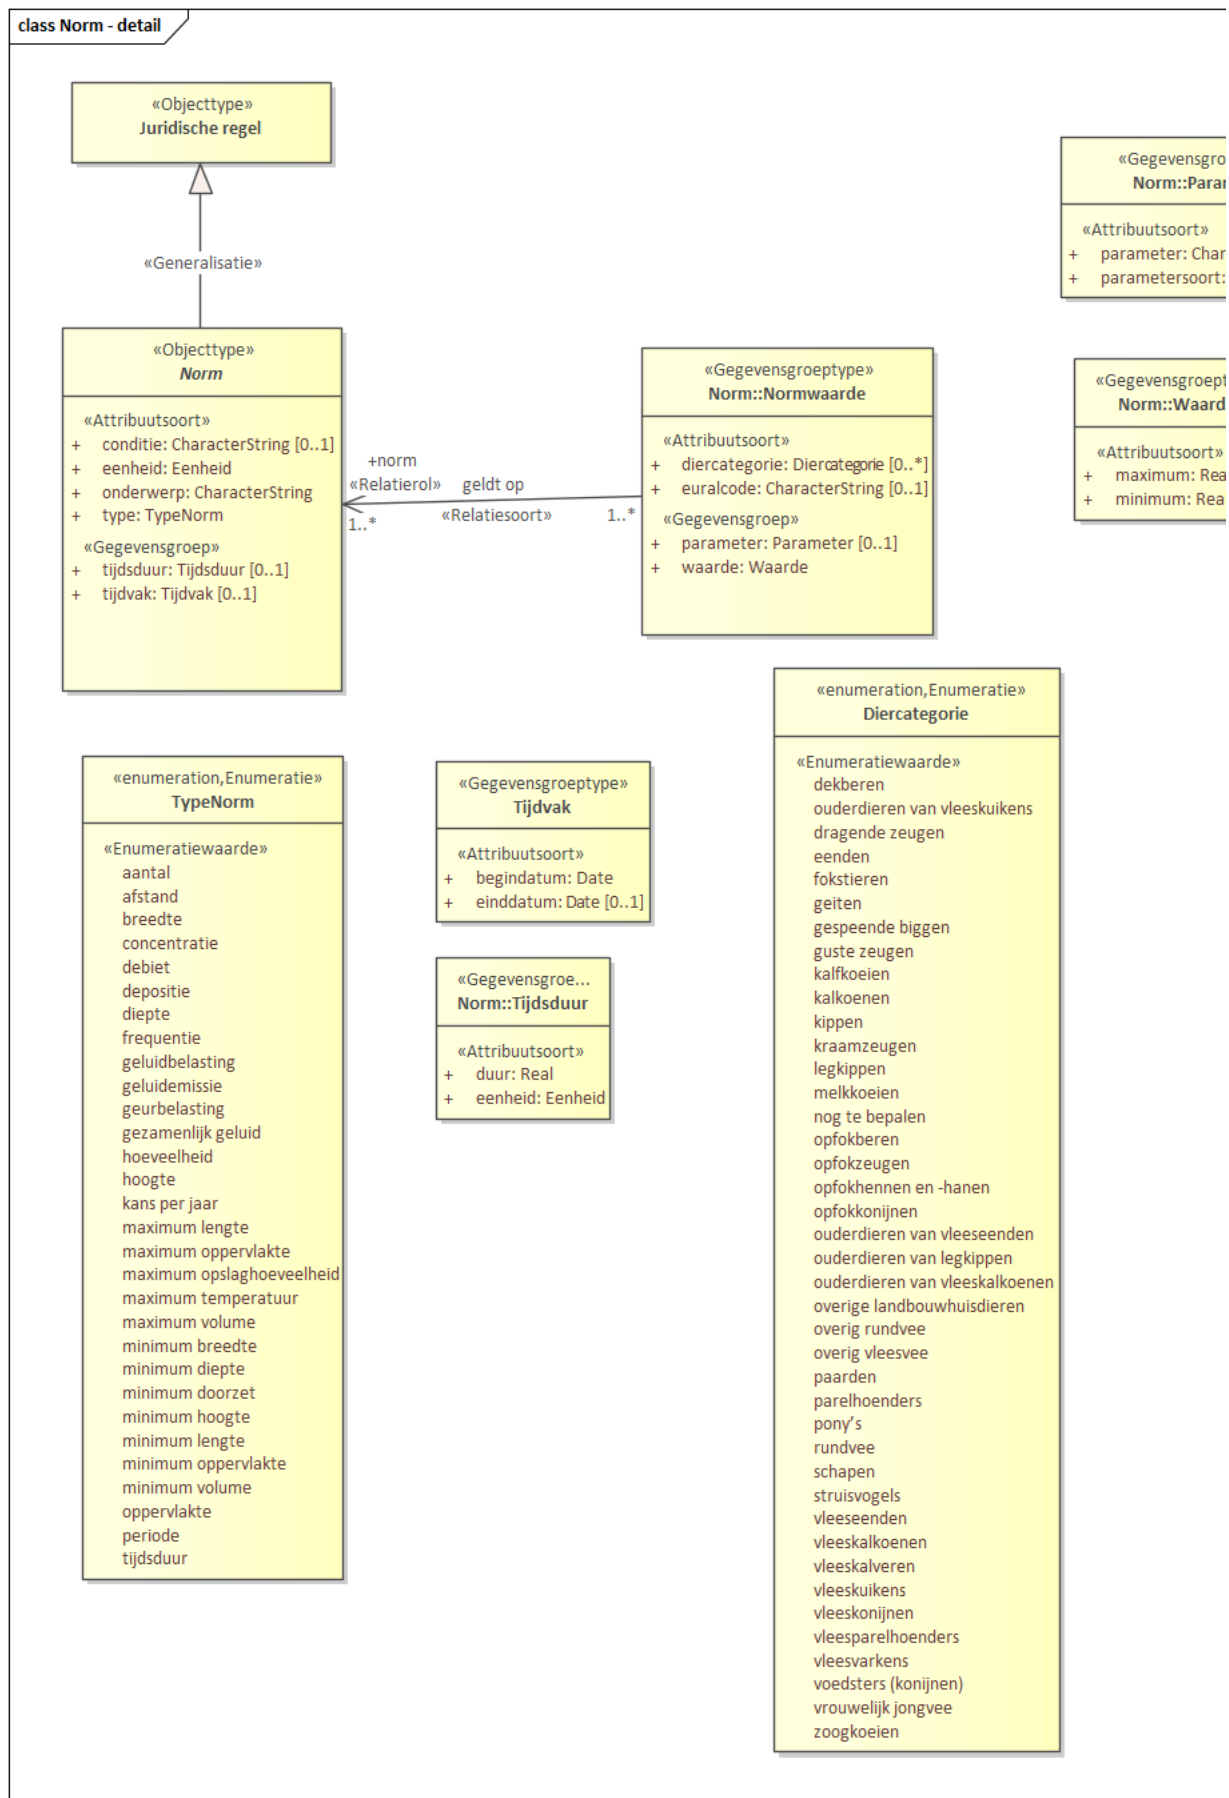 class Norm - detail
«Objecttype»
Juridische regel
«Generalisatie»
«Objecttype»
Norm
«Attribuutsoort»
+ conditie: CharacterString [0..1]
+ eenheid: Eenheid
+ onderwerp: CharacterString
+ type: TypeNorm
«Gegevensgroep»
+ tijdsduur: Tijdsduur [0..1]
+ tijdvak: Tijdvak [0..1]
+norm
«Relatierol» geldt op
1..* «Relatiesoort» 1..*
«Gegevensgroeptype»
Norm::Normwaarde
«Attribuutsoort»
+ diercategorie: Diercategorie [0..*]
+ euralcode: CharacterString [0..1]
«Gegevensgroep»
+ parameter: Parameter [0..1]
+ waarde: Waarde
«Gegevensgro
Norm::Para
«Attribuutsoort»
+ parameter: Char
+ parametersoort:
«Gegevensgroept
Norm::Waard
«Attribuutsoort»
+ maximum: Rea
+ minimum: Rea
«enumeration,Enumeratie»
TypeNorm
«Enumeratiewaarde»
aantal
afstand
breedte
concentratie
debiet
depositie
diepte
frequentie
geluidbelasting
geluidemissie
geurbelasting
gezamenlijk geluid
hoeveelheid
hoogte
kans per jaar
maximum lengte
maximum oppervlakte
maximum opslaghoeveelheid
maximum temperatuur
maximum volume
minimum breedte
minimum diepte
minimum doorzet
minimum hoogte
minimum lengte
minimum oppervlakte
minimum volume
oppervlakte
periode
tijdsduur
«Gegevensgroeptype»
Tijdvak
«Attribuutsoort»
+ begindatum: Date
+ einddatum: Date [0..1]
«Gegevensgroe...
Norm::Tijdsduur
«Attribuutsoort»
+ duur: Real
+ eenheid: Eenheid
«enumeration,Enumeratie»
Diercategorie
«Enumeratiewaarde»
dekberen
ouderdieren van vleeskuikens
dragende zeugen
eenden
fokstieren
geiten
gespeende biggen
guste zeugen
kalfkoeien
kalkoenen
kippen
kraamzeugen
legkippen
melkkoeien
nog te bepalen
opfokberen
opfokzeugen
opfokhennen en -hanen
opfokkonijnen
ouderdieren van vleeseenden
ouderdieren van legkippen
ouderdieren van vleeskalkoenen
overige landbouwhuisdieren
overig rundvee
overig vleesvee
paarden
parelhoenders
pony’s
rundvee
schapen
struisvogels
vleeseenden
vleeskalkoenen
vleeskalveren
vleeskuikens
vleeskonijnen
vleesparelhoenders
vleesvarkens
voedsters (konijnen)
vrouwelijk jongvee
zoogkoeien